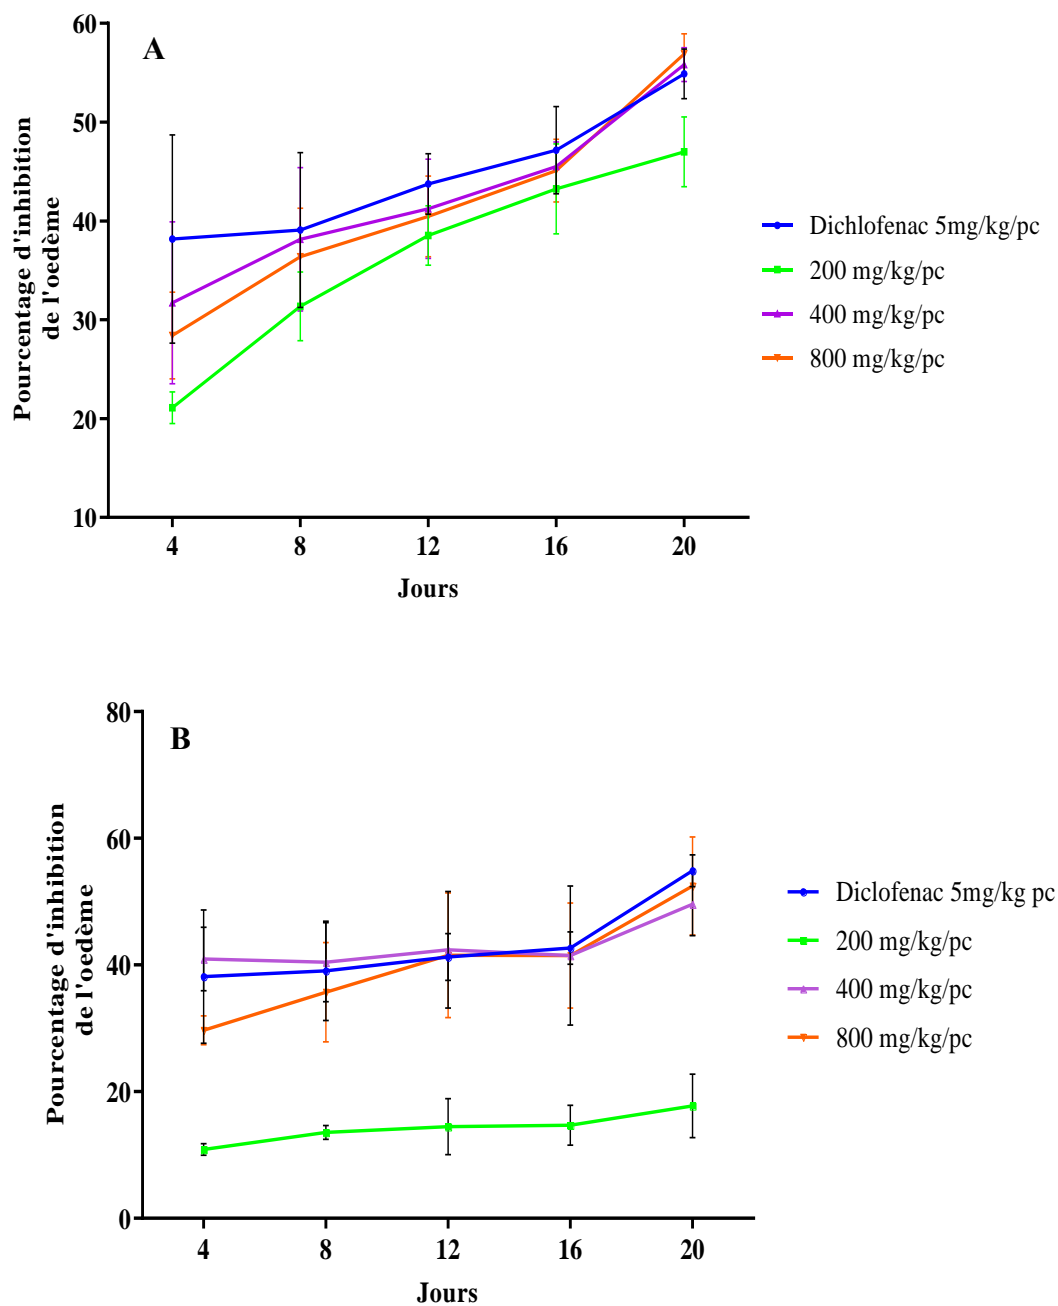 A
Pourcentage d'inhibition
de l'oedème
60
50
40
30
20
10
4 8 12 16 20
Jours
Dichlofenac 5mg/kg/pc
200 mg/kg/pc
400 mg/kg/pc
800 mg/kg/pc
B
Pourcentage d'inhibition
de l'oedème
80
60
40
20
0
4 8 12 16 20
Jours
Diclofenac 5mg/kg pc
200 mg/kg/pc
400 mg/kg/pc
800 mg/kg/pc